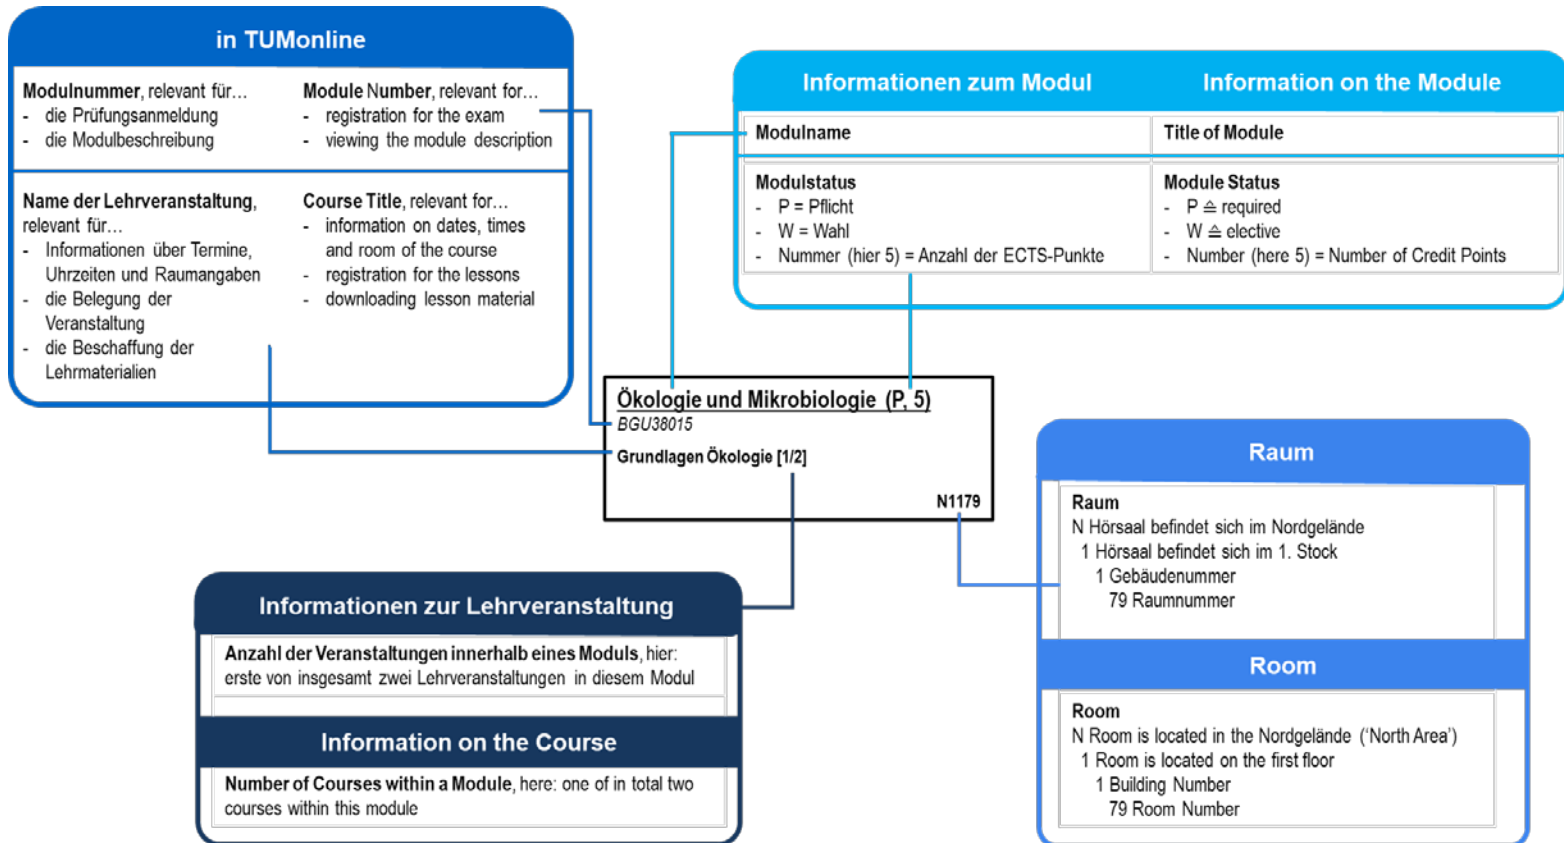 in TUMonline
Modulnummer, relevant für…
- die Prüfungsanmeldung
- die Modulbeschreibung
Module Number, relevant for…
- registration for the exam
- viewing the module description
Name der Lehrveranstaltung,
relevant für…
- Informationen über Termine,
Uhrzeiten und Raumangaben
- die Belegung der
Veranstaltung
- die Beschaffung der
Lehrmaterialien
Course Title, relevant for…
- information on dates, times
and room of the course
- registration for the lessons
- downloading lesson material
Informationen zum Modul
Information on the Module
Modulname
Title of Module
Modulstatus
- P = Pflicht
- W = Wahl
- Nummer (hier 5) = Anzahl der ECTS-Punkte
Module Status
- P ≙ required
- W ≙ elective
- Number (here 5) = Number of Credit Points
Ökologie und Mikrobiologie (P, 5)
BGU38015
Grundlagen Ökologie [1/2]
N1179
Informationen zur Lehrveranstaltung
Anzahl der Veranstaltungen innerhalb eines Moduls, hier:
erste von insgesamt zwei Lehrveranstaltungen in diesem Modul
Information on the Course
Number of Courses within a Module, here: one of in total two
courses within this module
Raum
Raum
N Hörsaal befindet sich im Nordgelände
1 Hörsaal befindet sich im 1. Stock
1 Gebäudenummer
79 Raumnummer
Room
Room
N Room is located in the Nordgelände (‘North Area’)
1 Room is located on the first floor
1 Building Number
79 Room Number